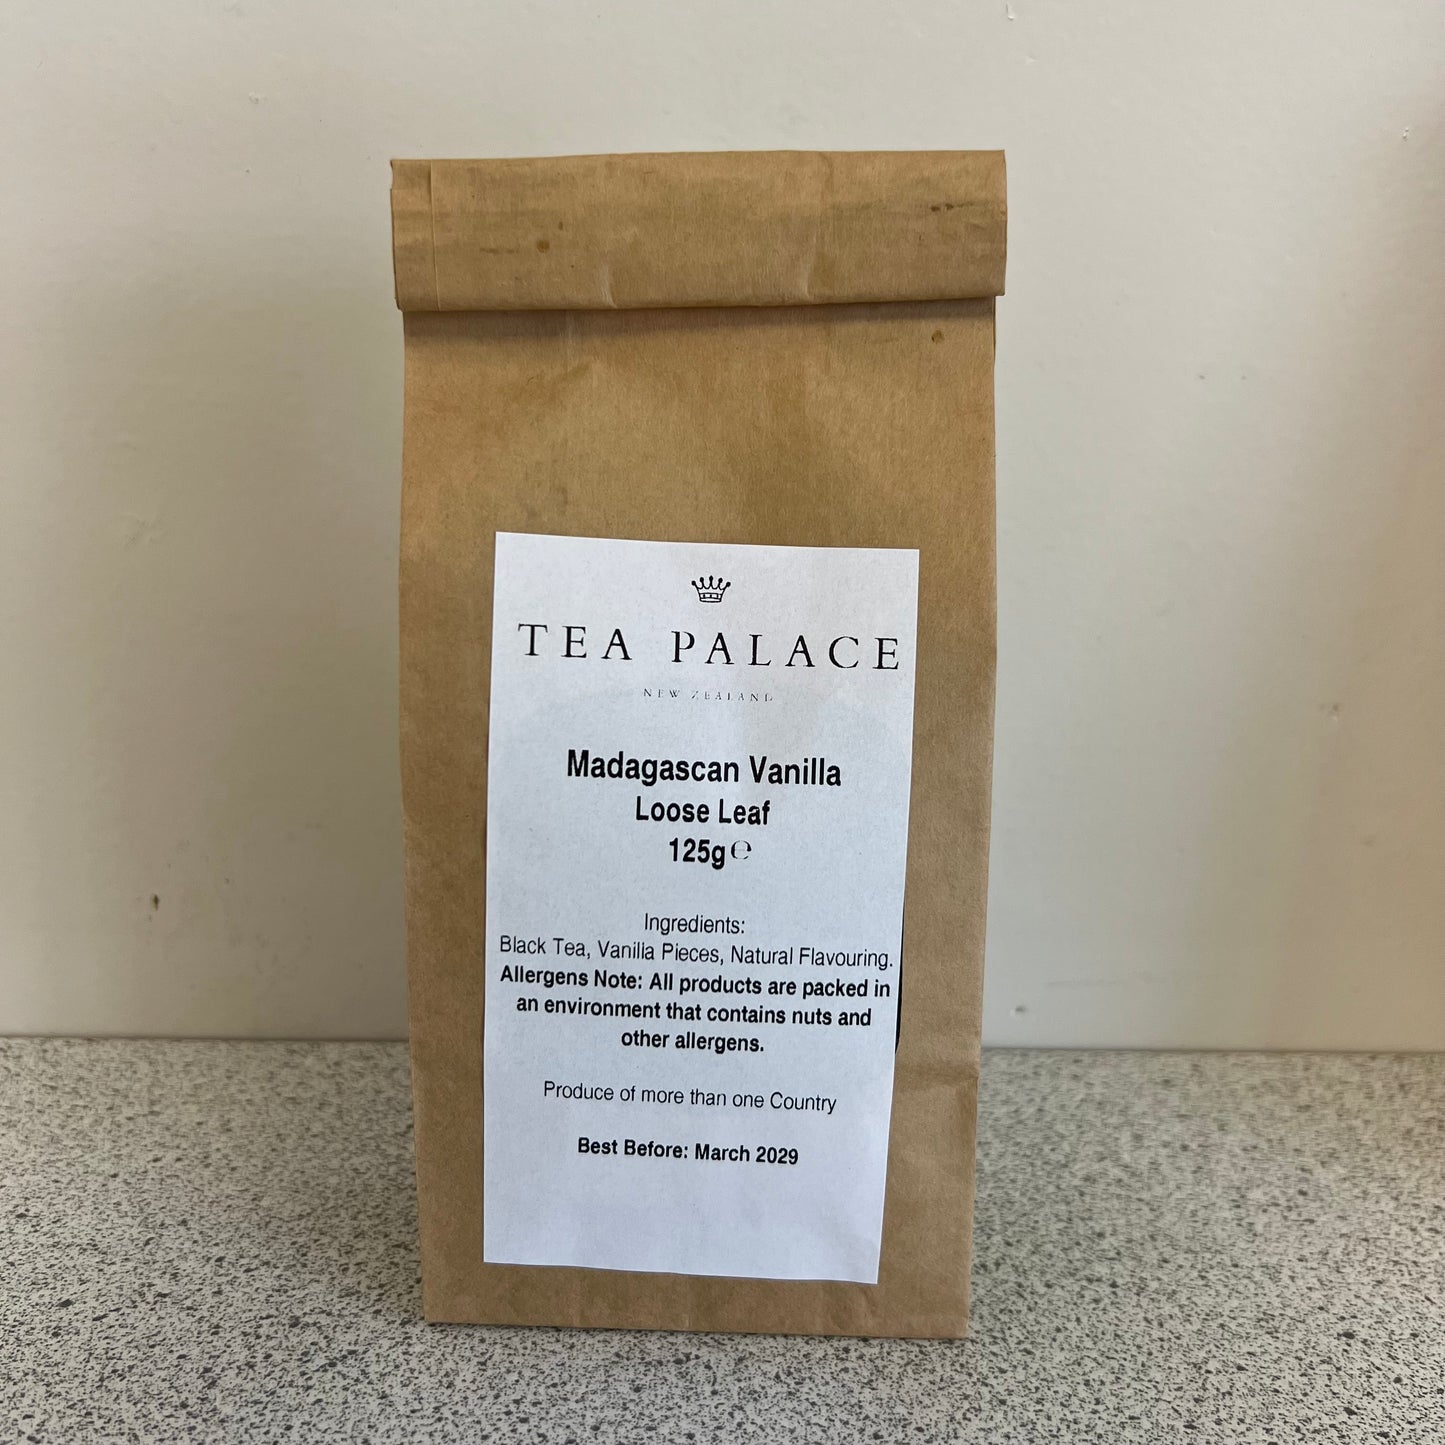 TEA PALACE
NEW ZEALAND
Madagascan Vanilla
Loose Leaf
125g ℮
Ingredients:
Black Tea, Vanilla Pieces, Natural Flavouring.
Allergens Note: All products are packed in
an environment that contains nuts and
other allergens.
Produce of more than one Country
Best Before: March 2029